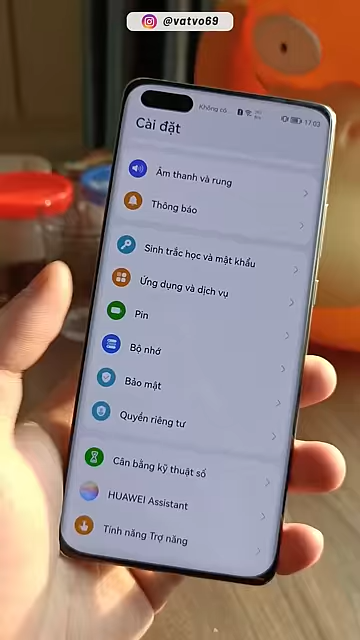 @vatvo69
Không có...
17:03
Cài đặt
Âm thanh và rung
Thông báo
Sinh trắc học và mật khẩu
Ứng dụng và dịch vụ
Pin
Bộ nhớ
Bảo mật
Quyền riêng tư
Cân bằng kỹ thuật số
HUAWEI Assistant
Tính năng Trợ năng